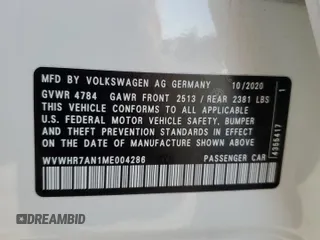 MFD BY VOLKSWAGEN AG GERMANY 10/2020
GVWR 4784 GAWR FRONT 2513 / REAR 2381 LBS
THIS VEHICLE CONFORMS TO ALL APPLICABLE
U.S. FEDERAL MOTOR VEHICLE SAFETY, BUMPER
AND THEFT PREVENTION STANDARDS IN EFFECT
ON THE DATE OF MANUFACTURE SHOWN ABOVE.
WVWHR7AN1ME004286 PASSENGER CAR
4355417 1
DREAMBID